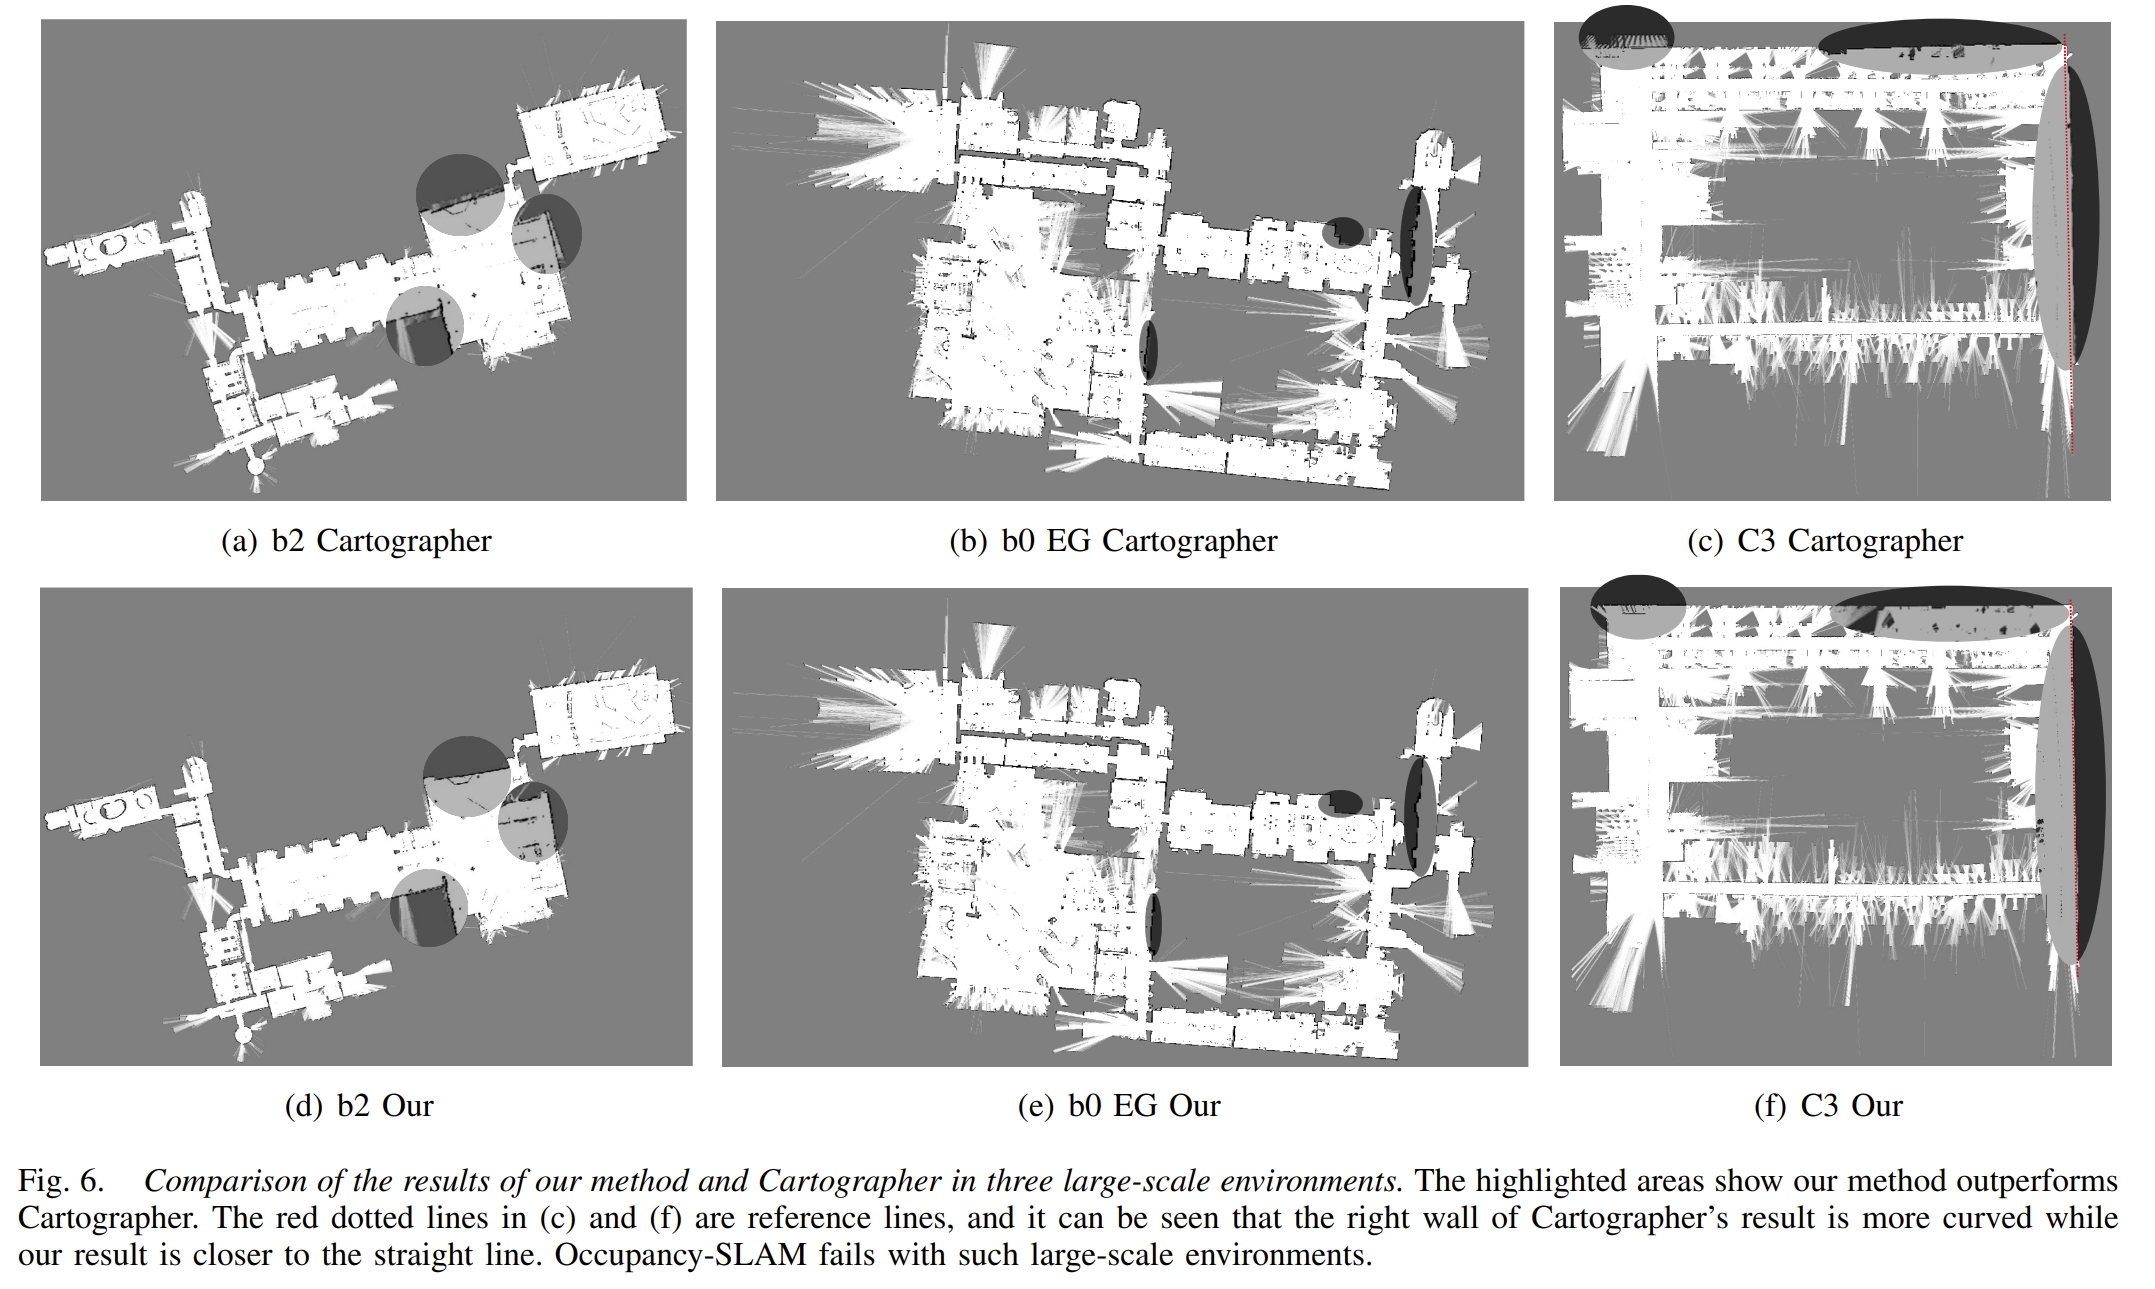 (a) b2 Cartographer
(b) b0 EG Cartographer
(c) C3 Cartographer
(d) b2 Our
(e) b0 EG Our
(f) C3 Our
Fig. 6. Comparison of the results of our method and Cartographer in three large-scale environments. The highlighted areas show our method outperforms
Cartographer. The red dotted lines in (c) and (f) are reference lines, and it can be seen that the right wall of Cartographer's result is more curved while
our result is closer to the straight line. Occupancy-SLAM fails with such large-scale environments.